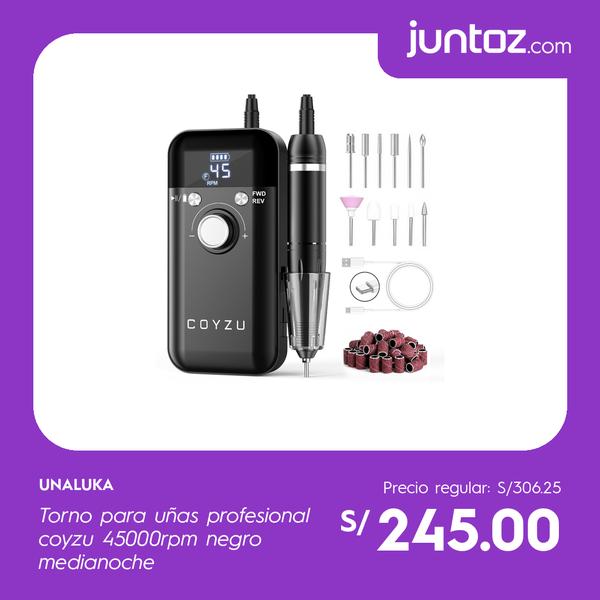 juntoz.com
45
RPM
FWD
REV
- +
COYZU
UNALUKA
Torno para uñas profesional
coyzu 45000rpm negro
medianoche
Precio regular: S/306.25
S/ 245.00